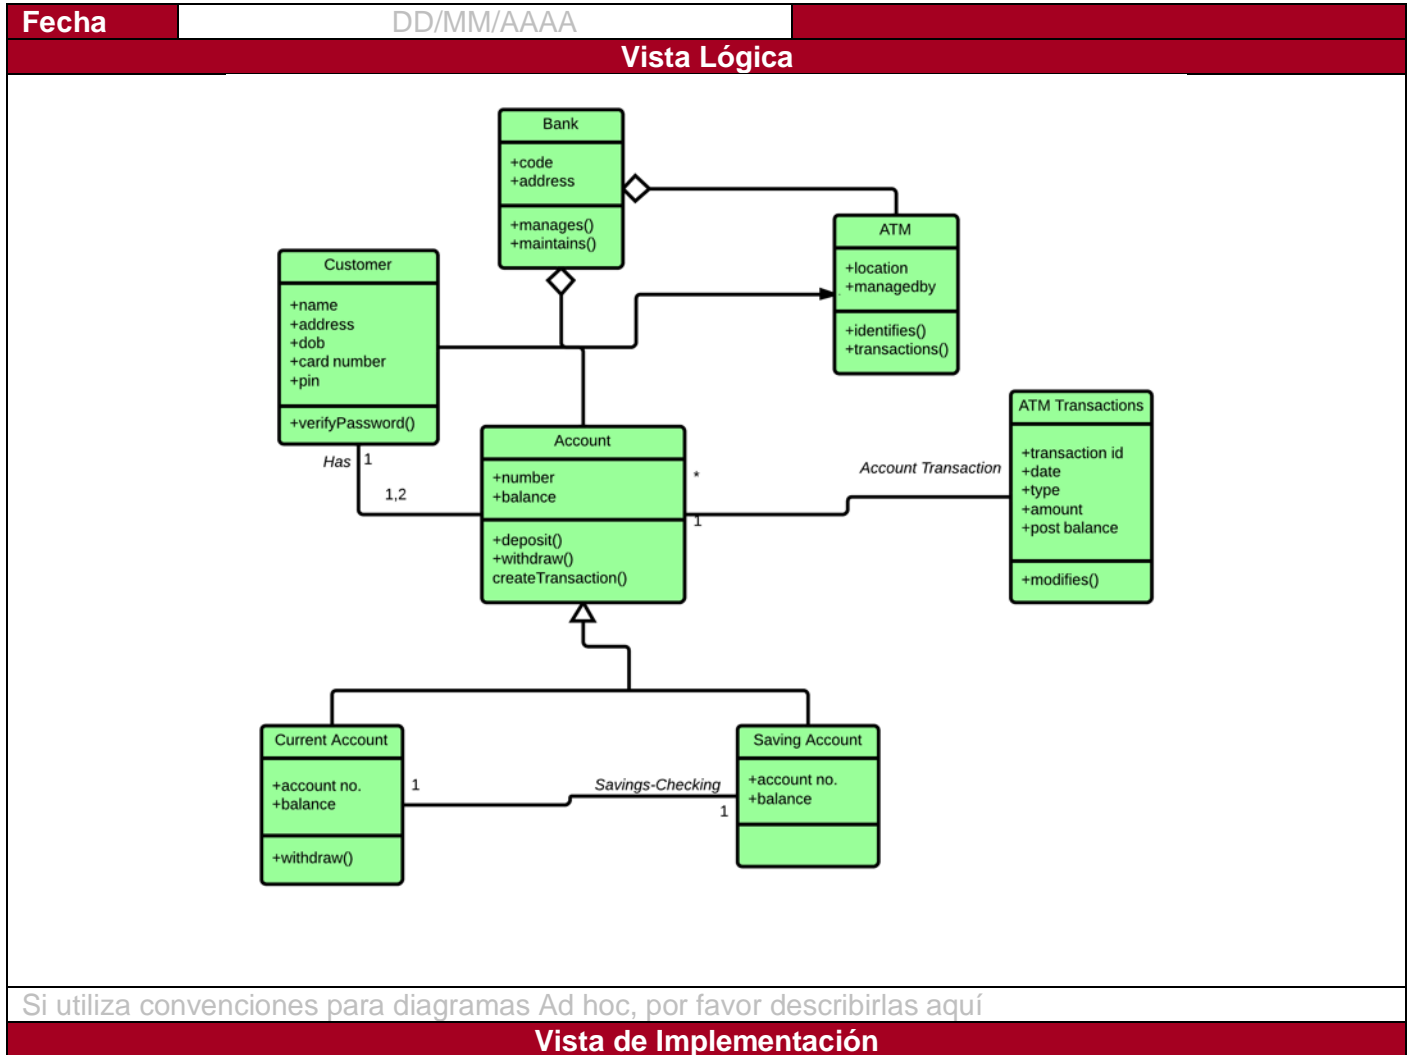 Fecha DD/MM/AAAA
Vista Lógica
Bank
+code
+address
+manages()
+maintains()
ATM
+location
+managedby
+identifies()
+transactions()
Customer
+name
+address
+dob
+card number
+pin
+verifyPassword()
Has 1
1,2
Account
+number
+balance
+deposit()
+withdraw()
createTransaction()
*
1
Account Transaction
ATM Transactions
+transaction id
+date
+type
+amount
+post balance
+modifies()
Current Account
+account no.
+balance
+withdraw()
1
Savings-Checking
1
Saving Account
+account no.
+balance
Si utiliza convenciones para diagramas Ad hoc, por favor describirlas aquí
Vista de Implementación